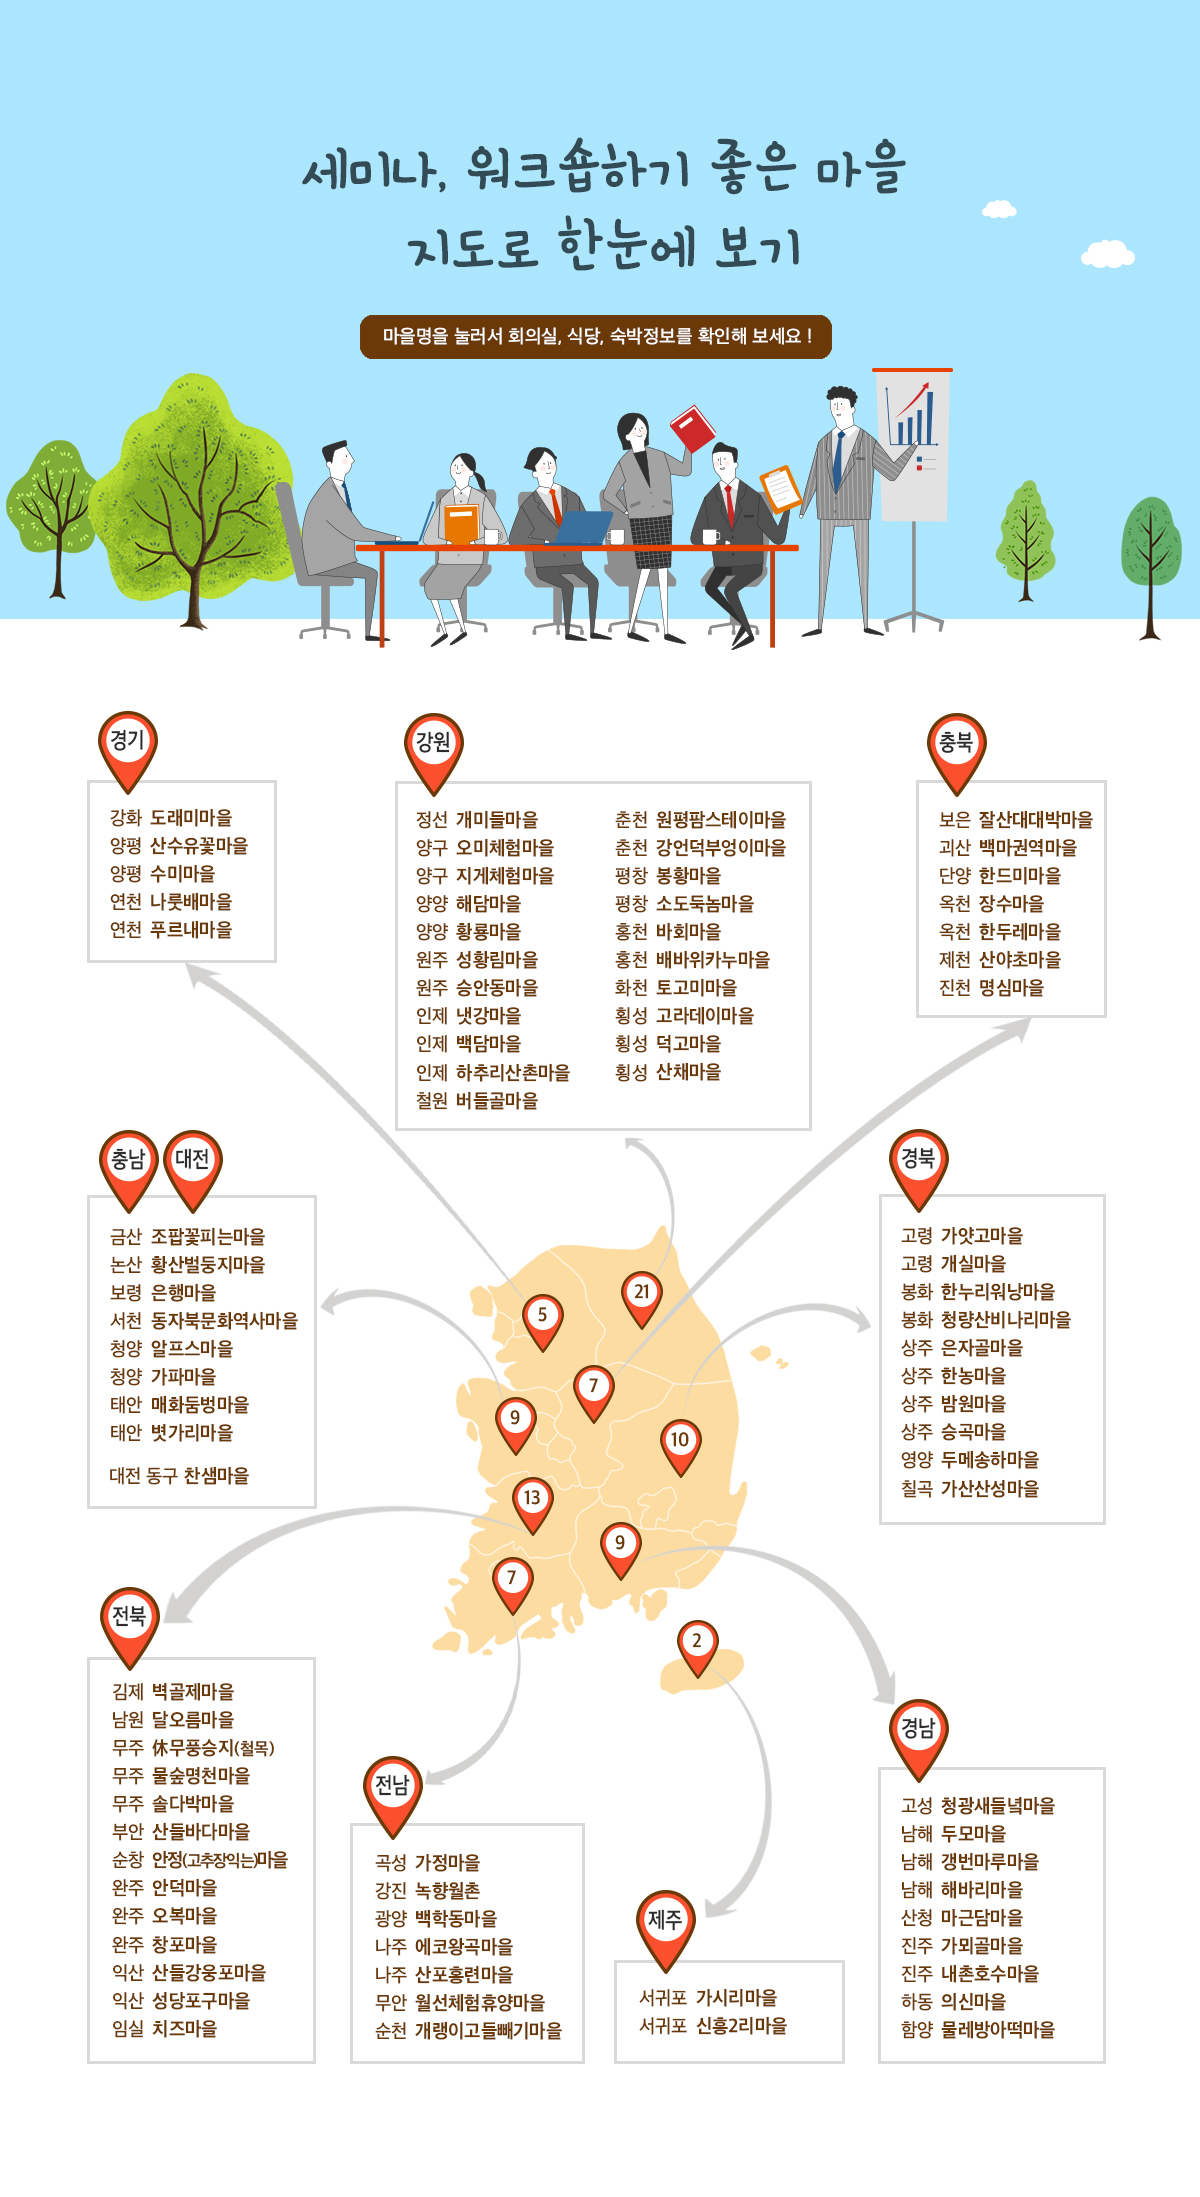 세미나, 워크숍하기 좋은 마을
지도로 한눈에 보기
마을명을 눌러서 회의실, 식당, 숙박정보를 확인해 보세요 !
경기
강화 도래미마을
양평 산수유꽃마을
양평 수미마을
연천 나룻배마을
연천 푸르내마을
강원
정선 개미들마을
양구 오미체험마을
양구 지게체험마을
양양 해담마을
양양 황룡마을
원주 성황림마을
원주 승안동마을
인제 냇강마을
인제 백담마을
인제 하추리산촌마을
철원 버들골마을
춘천 원평팜스테이마을
춘천 강언덕부엉이마을
평창 봉황마을
평창 소도둑놈마을
홍천 바회마을
홍천 배바위카누마을
화천 토고미마을
횡성 고라데이마을
횡성 덕고마을
횡성 산채마을
충북
보은 잘산대대박마을
괴산 백마권역마을
단양 한드미마을
옥천 장수마을
옥천 한두레마을
제천 산야초마을
진천 명심마을
충남
대전
금산 조팝꽃피는마을
논산 황산벌둥지마을
보령 은행마을
서천 동자북문화역사마을
청양 알프스마을
청양 가파마을
태안 매화둠벙마을
태안 볏가리마을
대전 동구 찬샘마을
경북
고령 가얏고마을
고령 개실마을
봉화 한누리워낭마을
봉화 청량산비나리마을
상주 은자골마을
상주 한농마을
상주 밤원마을
상주 승곡마을
영양 두메송하마을
칠곡 가산산성마을
21
5
7
9
10
13
9
7
2
전북
김제 벽골제마을
남원 달오름마을
무주 休무풍승지(철목)
무주 물숲명천마을
무주 솔다박마을
부안 산들바다마을
순창 안정(고추장익는)마을
완주 안덕마을
완주 오복마을
완주 창포마을
익산 산들강웅포마을
익산 성당포구마을
임실 치즈마을
전남
곡성 가정마을
강진 녹향월촌
광양 백학동마을
나주 에코왕곡마을
나주 산포홍련마을
무안 월선체험휴양마을
순천 개랭이고들빼기마을
제주
서귀포 가시리마을
서귀포 신흥2리마을
경남
고성 청광새들녘마을
남해 두모마을
남해 갱번마루마을
남해 해바리마을
산청 마근담마을
진주 가뫼골마을
진주 내촌호수마을
하동 의신마을
함양 물레방아떡마을